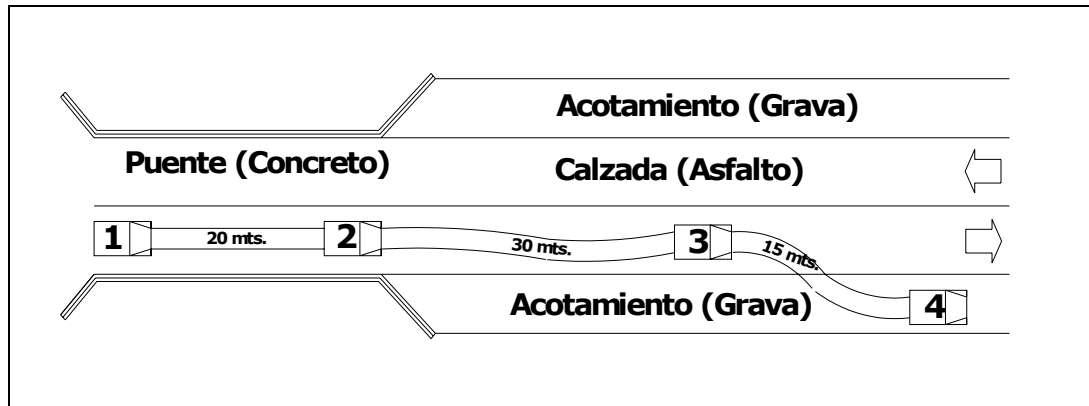 Acotamiento (Grava)
Puente (Concreto)
Calzada (Asfalto)
1
20 mts.
2
30 mts.
3
15 mts.
Acotamiento (Grava)
4